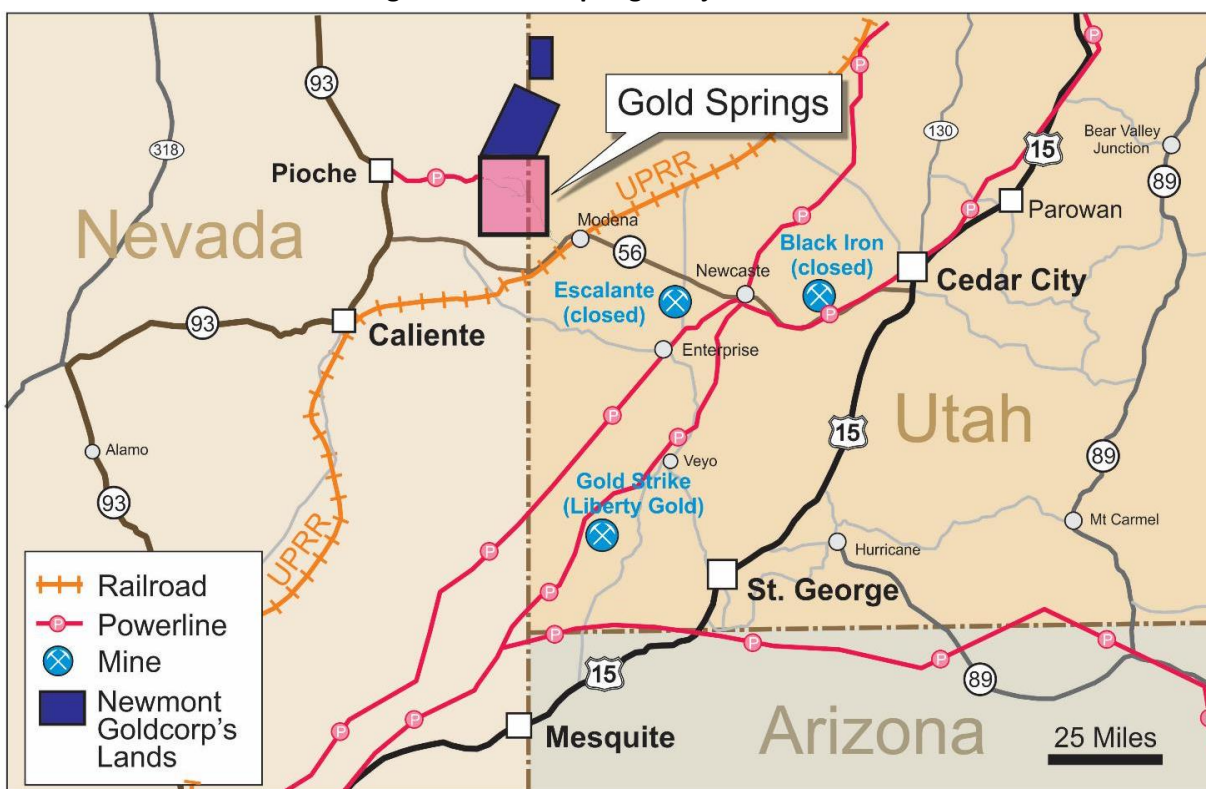 93
318
Gold Springs
130
15
Bear Valley
Junction
89
Pioche
P
UPRR
Nevada
Modena
56
Parowan
Black Iron
(closed)
Cedar City
Newcaste
Escalante
(closed)
93
Caliente
Enterprise
Utah
15
89
Alamo
93
Veyo
Gold Strike
(Liberty Gold)
Mt Carmel
Hurricane
UPRR
St. George
Railroad
Powerline
Mine
Newmont
Goldcorp's
Lands
15
89
Mesquite
Arizona
25 Miles